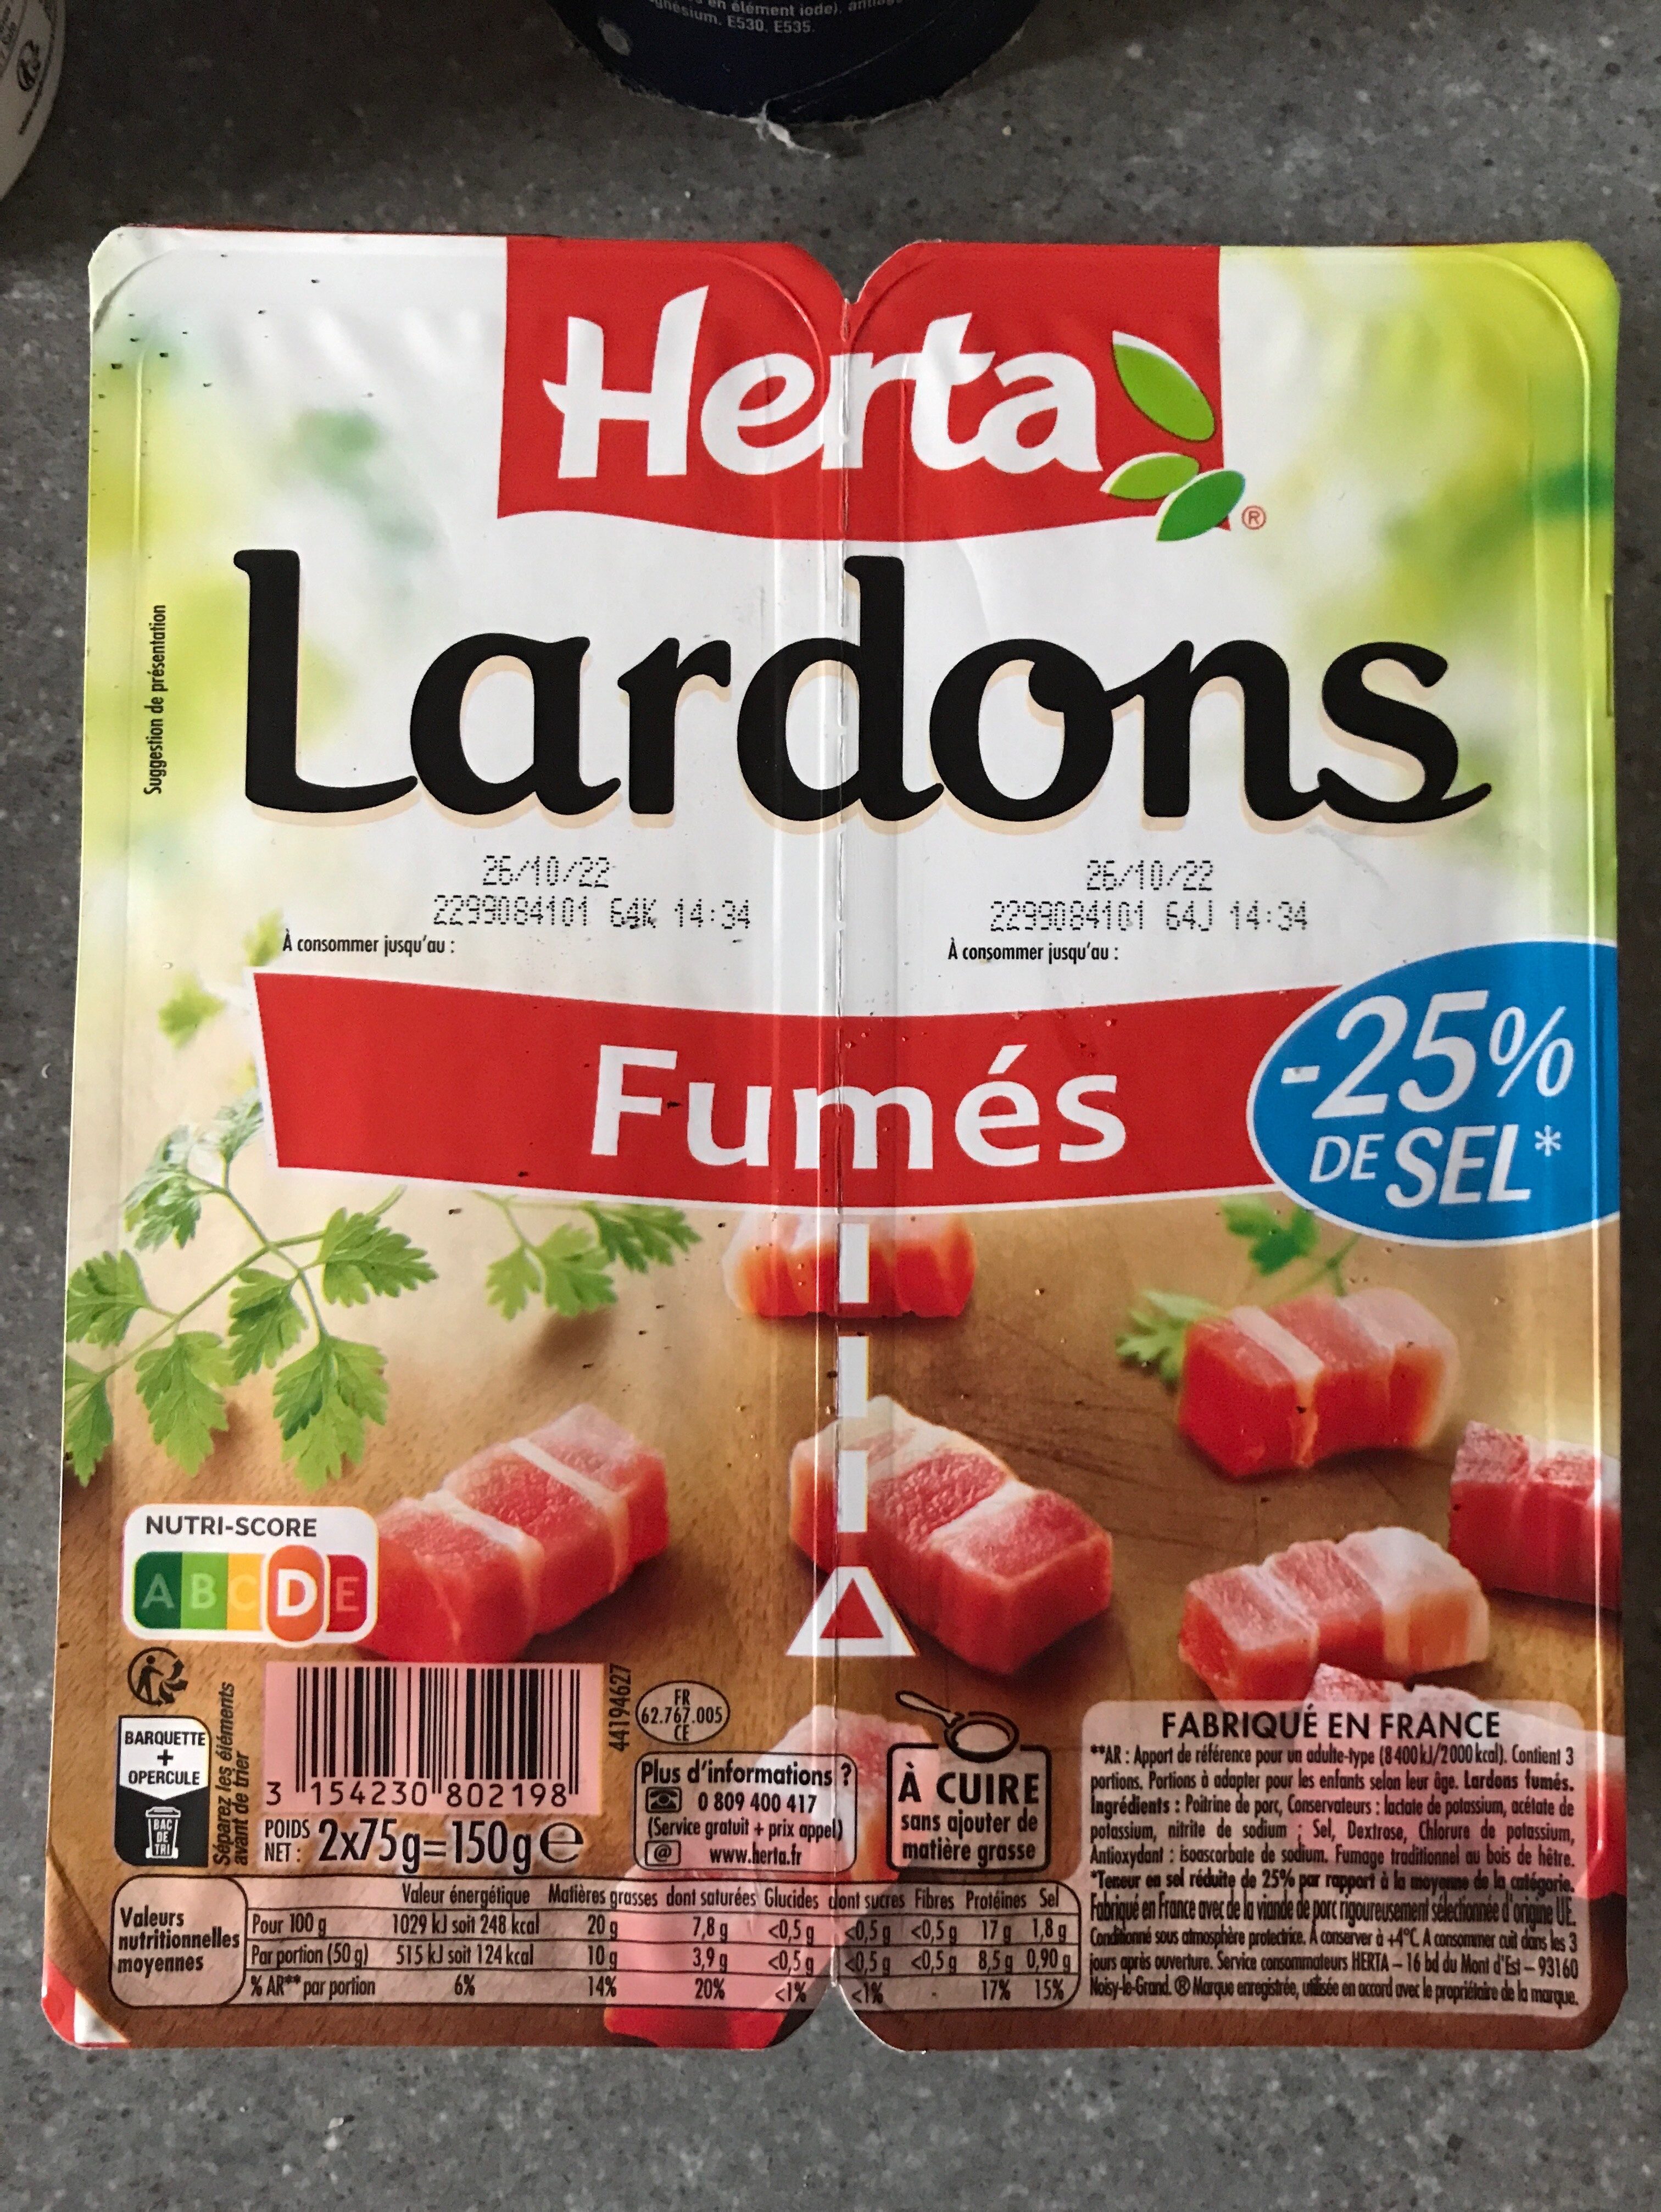 en élément iode). 
E530, E535.
Herta
®
Lardons
Suggestion de présentation
26/10/22
2299084101 64K 14:34
À consommer jusqu'au :
26/10/22
2299084101 64J 14:34
À consommer jusqu'au :
Fumés
-25%
DE SEL*
NUTRI-SCORE
A B C D E
BARQUETTE
+
OPERCULE
BAC
DE
TRI
Séparez les éléments
avant de trier
3 154230 802198
44194627
POIDS
NET : 2x75g=150g e
FR
62.767.005
CE
Plus d'informations ?
0 809 400 417
(Service gratuit + prix appel)
@ www.herta.fr
À CUIRE
sans ajouter de
matière grasse
FABRIQUÉ EN FRANCE
**AR : Apport de référence pour un adulte-type (8400 kJ/2000 kcal). Contient 3
portions. Portions à adapter pour les enfants selon leur âge. Lardons fumés.
Ingrédients : Poitrine de porc, Conservateurs : lactate de potassium, acétate de
potassium, nitrite de sodium ; Sel, Dextrose, Chlorure de potassium,
Antioxydant : isoascorbate de sodium. Fumage traditionnel au bois de hêtre.
*Teneur en sel réduite de 25% par rapport à la moyenne de la catégorie.
Fabriqué en France avec de la viande de porc rigoureusement sélectionnée d'origine UE.
Conditionné sous atmosphère protectrice. A conserver à +4°C. A consommer cuit dans les 3
jours après ouverture. Service consommateurs HERTA – 16 bd du Mont d'Est – 93160
Noisy-le-Grand. ® Marque enregistrée, utilisée en accord avec le propriétaire de la marque.
Valeurs
nutritionnelles
moyennes
Valeur énergétique Matières grasses dont saturées Glucides dont sucres Fibres Protéines Sel
Pour 100 g 1029 kJ soit 248 kcal 20 g 7,8 g <0,5 g <0,5 g <0,5 g 17 g 1,8 g
Par portion (50 g) 515 kJ soit 124 kcal 10 g 3,9 g <0,5 g <0,5 g <0,5 g 8,5 g 0,90 g
% AR** par portion 6% 14% 20% <1% <1% - 17% 15%